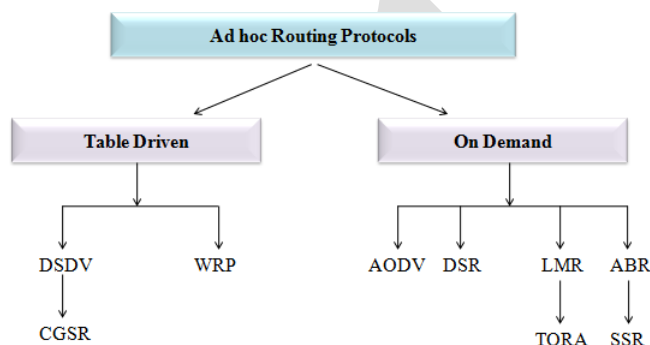 Ad hoc Routing Protocols
Table Driven
On Demand
DSDV
WRP
AODV
DSR
LMR
ABR
CGSR
TORA
SSR